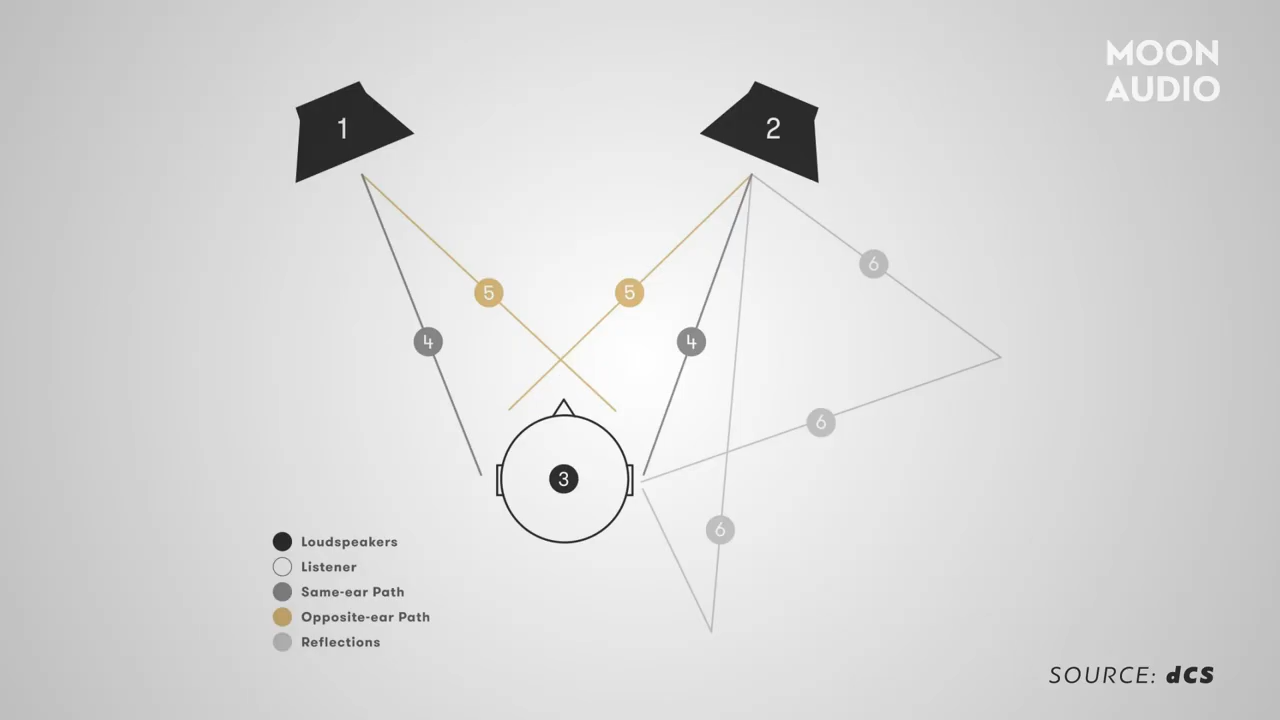 MOON
AUDIO
1
2
6
5
5
4
4
6
3
6
Loudspeakers
Listener
Same-ear Path
Opposite-ear Path
Reflections
SOURCE: dCS